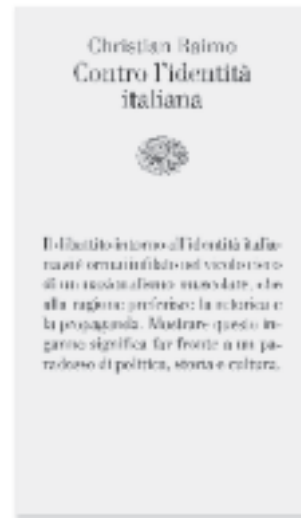 Christian Raimo
Contro l'identità
italiana
Il dibattito intorno all'identità italia-
na si è ormai infilato nel vicolo cieco
di un nazionalismo muscolare, che
alla ragione preferisce la retorica e
la propaganda. Mostrare questo in-
ganno significa far fronte a un pa-
radosso di politica, storia e cultura.